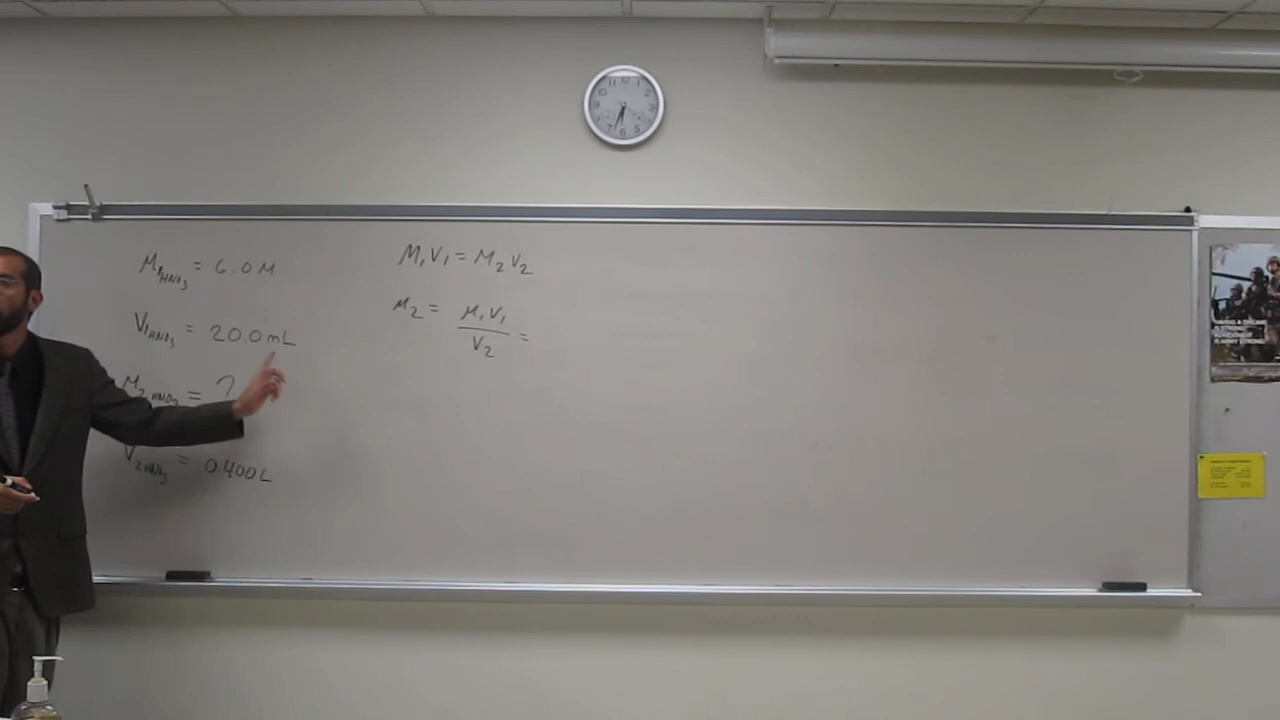 M₁ HNO₃ = 6.0 M
V₁ HNO₃ = 20.0 mL
M₂ HNO₃ = ?
V₂ HNO₃ = 0.400 L
M₁V₁ = M₂V₂
M₂ = M₁V₁ / V₂ =